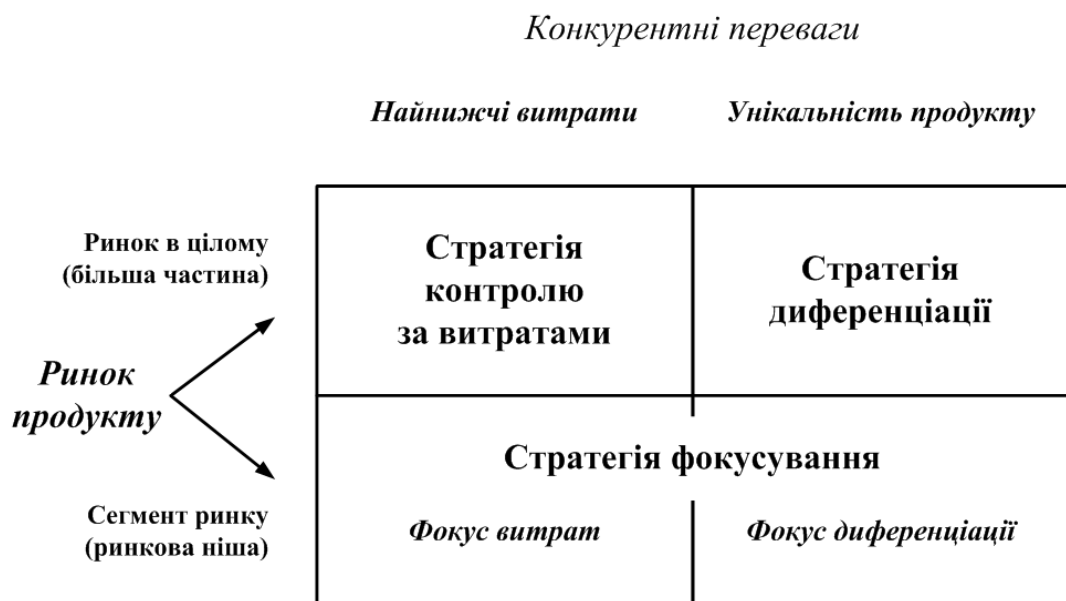 Конкурентні переваги
Найнижчі витрати
Унікальність продукту
Ринок в цілому
(більша частина)
Стратегія
контролю
за витратами
Стратегія
диференціації
Ринок
продукту
Стратегія фокусування
Сегмент ринку
(ринкова ніша)
Фокус витрат
Фокус диференціації